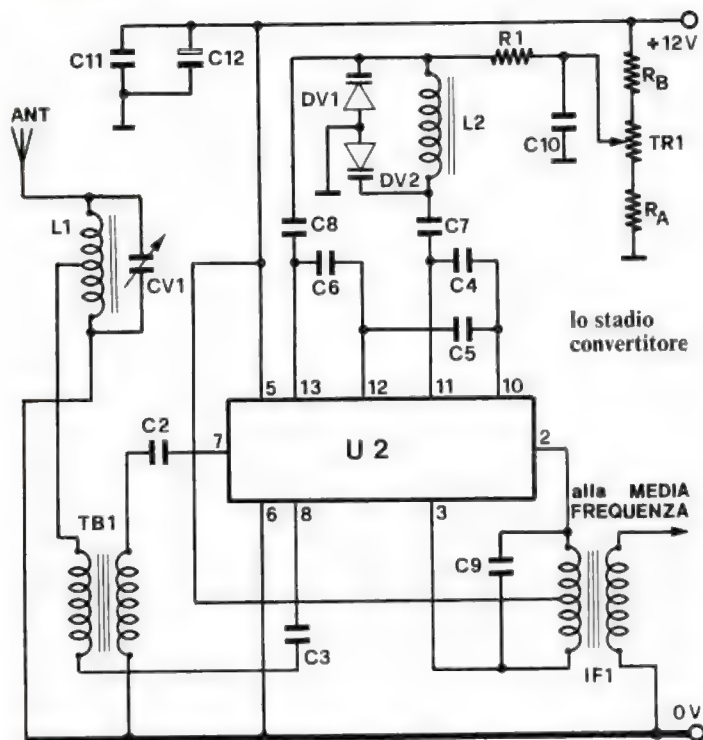 C11
C12
R1
+12V
RB
DV1
ANT
L2
C10
TR1
DV2
L1
C8
C7
RA
CV1
C6
C4
lo stadio
convertitore
C5
5
13
12
11
10
C2
7
U2
2
TB1
6
8
3
alla MEDIA
FREQUENZA
C9
C3
IF1
0V